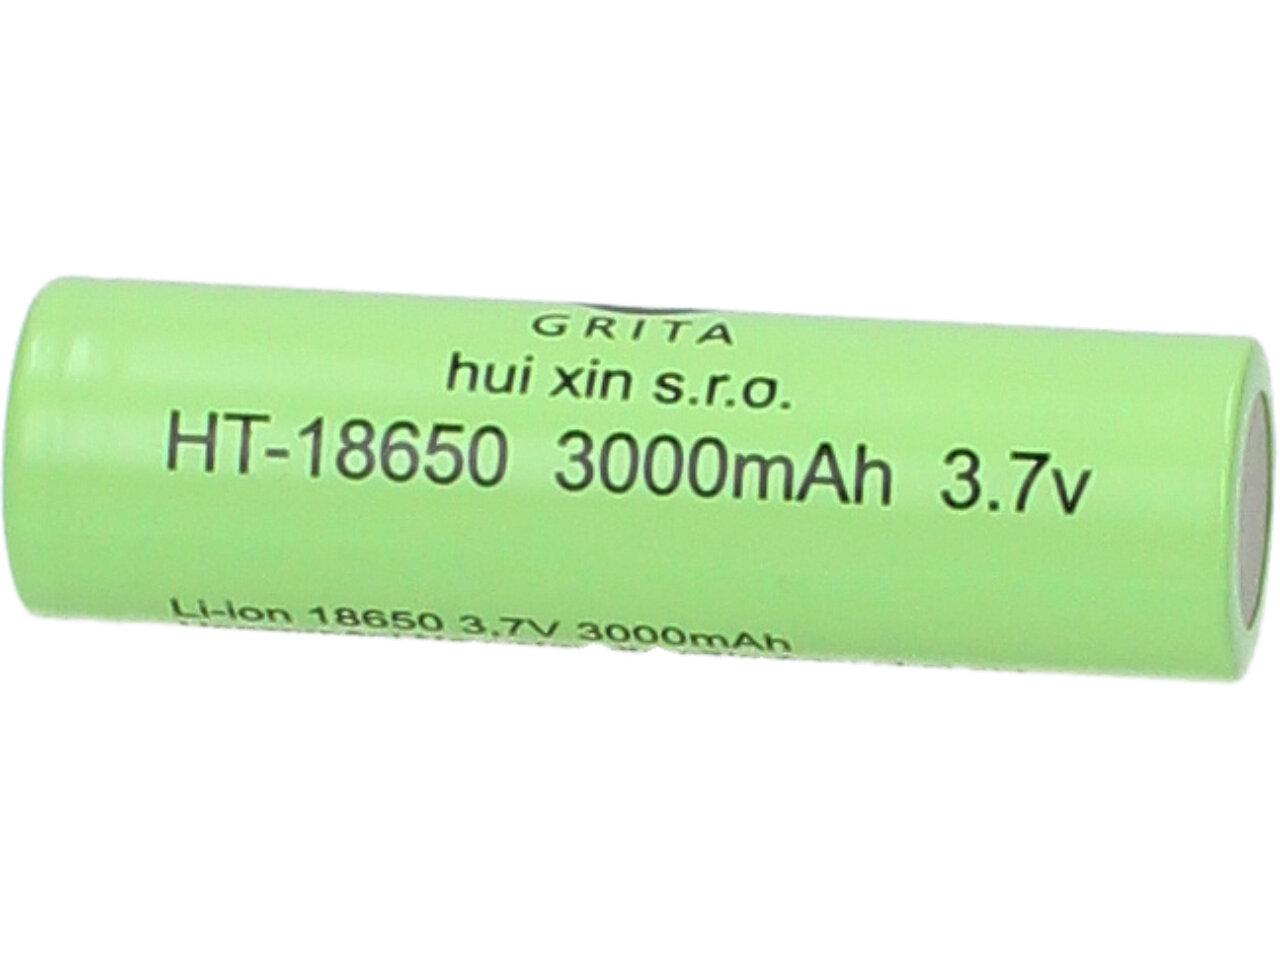 GRITA
hui xin s.r.o.
HT-18650 3000mAh 3.7v
Li-ion 18650 3.7V 3000mAh